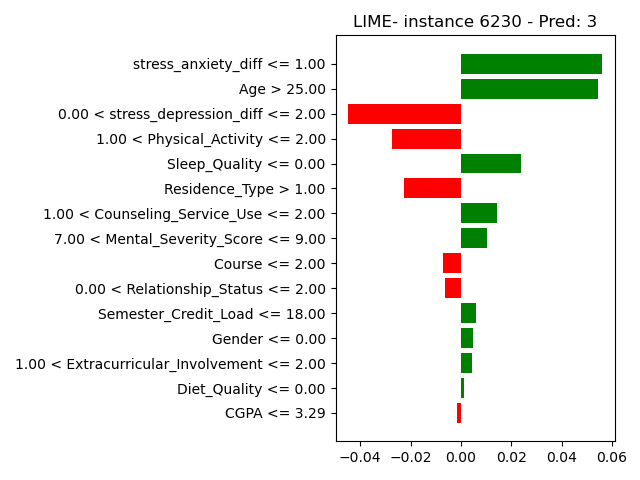 LIME- instance 6230 - Pred: 3
stress_anxiety_diff <= 1.00
Age > 25.00
0.00 < stress_depression_diff <= 2.00
1.00 < Physical_Activity <= 2.00
Sleep_Quality <= 0.00
Residence_Type > 1.00
1.00 < Counseling_Service_Use <= 2.00
7.00 < Mental_Severity_Score <= 9.00
Course <= 2.00
0.00 < Relationship_Status <= 2.00
Semester_Credit_Load <= 18.00
Gender <= 0.00
1.00 < Extracurricular_Involvement <= 2.00
Diet_Quality <= 0.00
CGPA <= 3.29
−0.04 −0.02 0.00 0.02 0.04 0.06